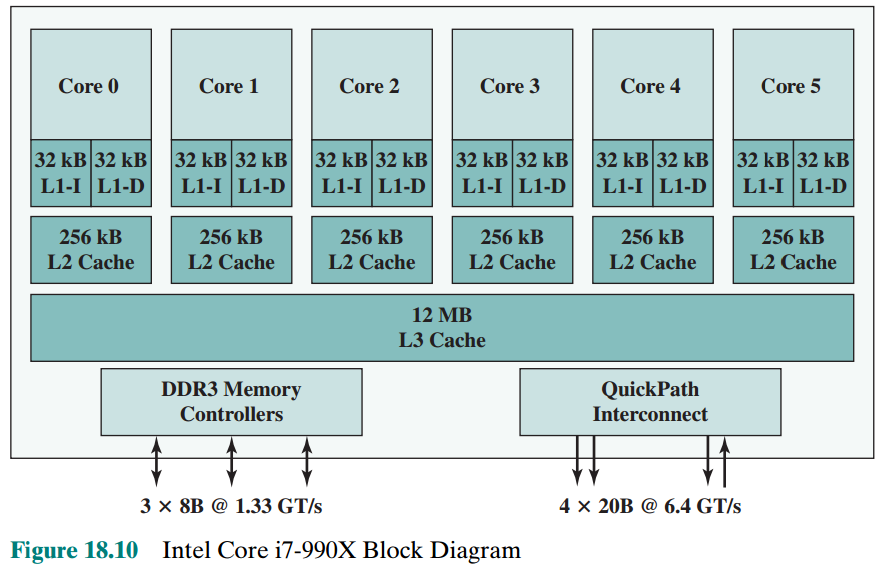 Core 0 Core 1 Core 2 Core 3 Core 4 Core 5
32 kB 32 kB 32 kB 32 kB 32 kB 32 kB 32 kB 32 kB 32 kB 32 kB 32 kB 32 kB
L1-I L1-D L1-I L1-D L1-I L1-D L1-I L1-D L1-I L1-D L1-I L1-D
256 kB 256 kB 256 kB 256 kB 256 kB 256 kB
L2 Cache L2 Cache L2 Cache L2 Cache L2 Cache L2 Cache
12 MB
L3 Cache
DDR3 Memory
Controllers
QuickPath
Interconnect
3 × 8B @ 1.33 GT/s
4 × 20B @ 6.4 GT/s
Figure 18.10 Intel Core i7-990X Block Diagram